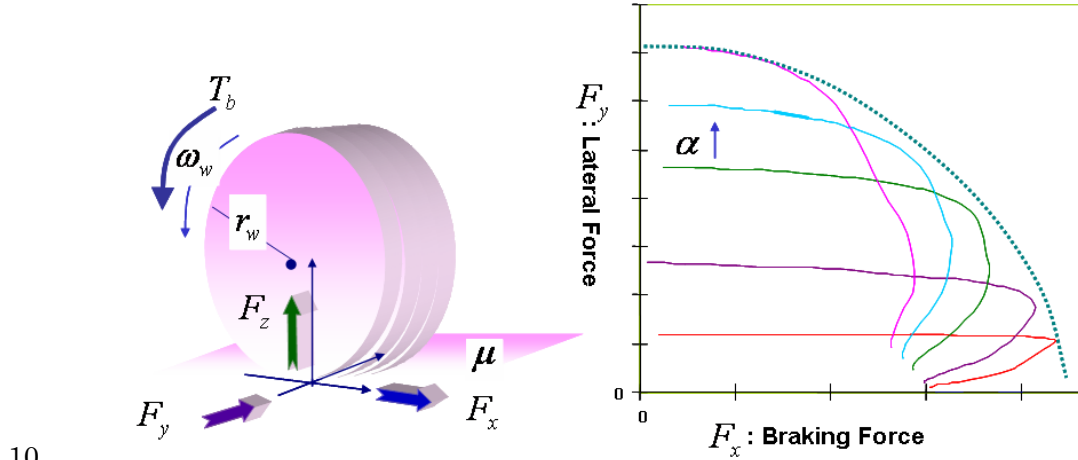 T_b
ω_w
r_w
F_z
μ
F_y
F_x
F_y : Lateral Force
α
0
0
F_x : Braking Force
10